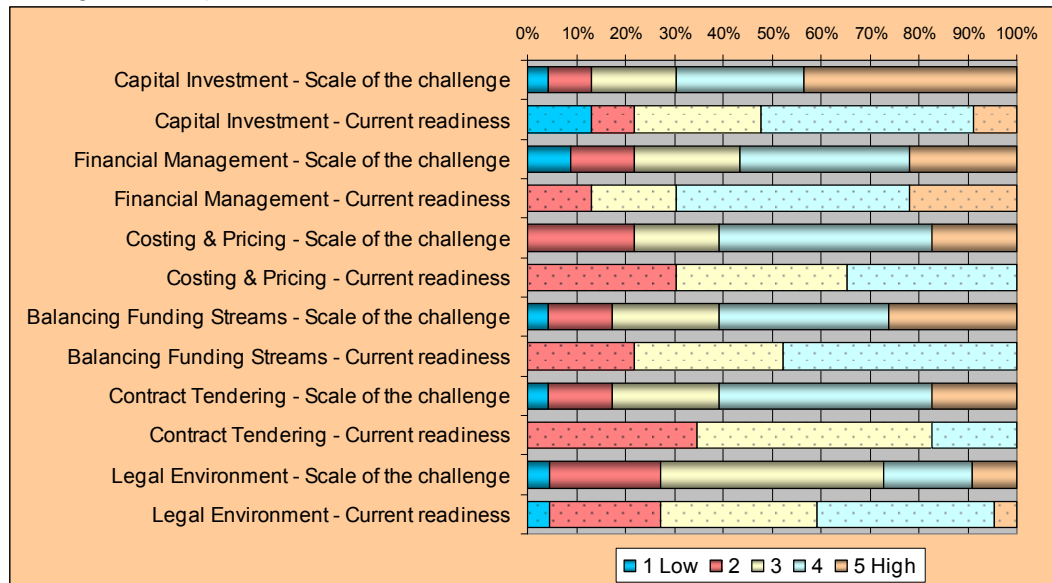 0% 10% 20% 30% 40% 50% 60% 70% 80% 90% 100%
Capital Investment - Scale of the challenge
Capital Investment - Current readiness
Financial Management - Scale of the challenge
Financial Management - Current readiness
Costing & Pricing - Scale of the challenge
Costing & Pricing - Current readiness
Balancing Funding Streams - Scale of the challenge
Balancing Funding Streams - Current readiness
Contract Tendering - Scale of the challenge
Contract Tendering - Current readiness
Legal Environment - Scale of the challenge
Legal Environment - Current readiness
1 Low 2 3 4 5 High